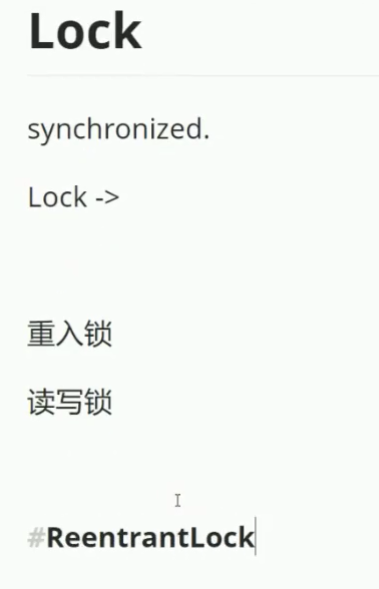 Lock
synchronized.
Lock ->
重入锁
读写锁
#ReentrantLock